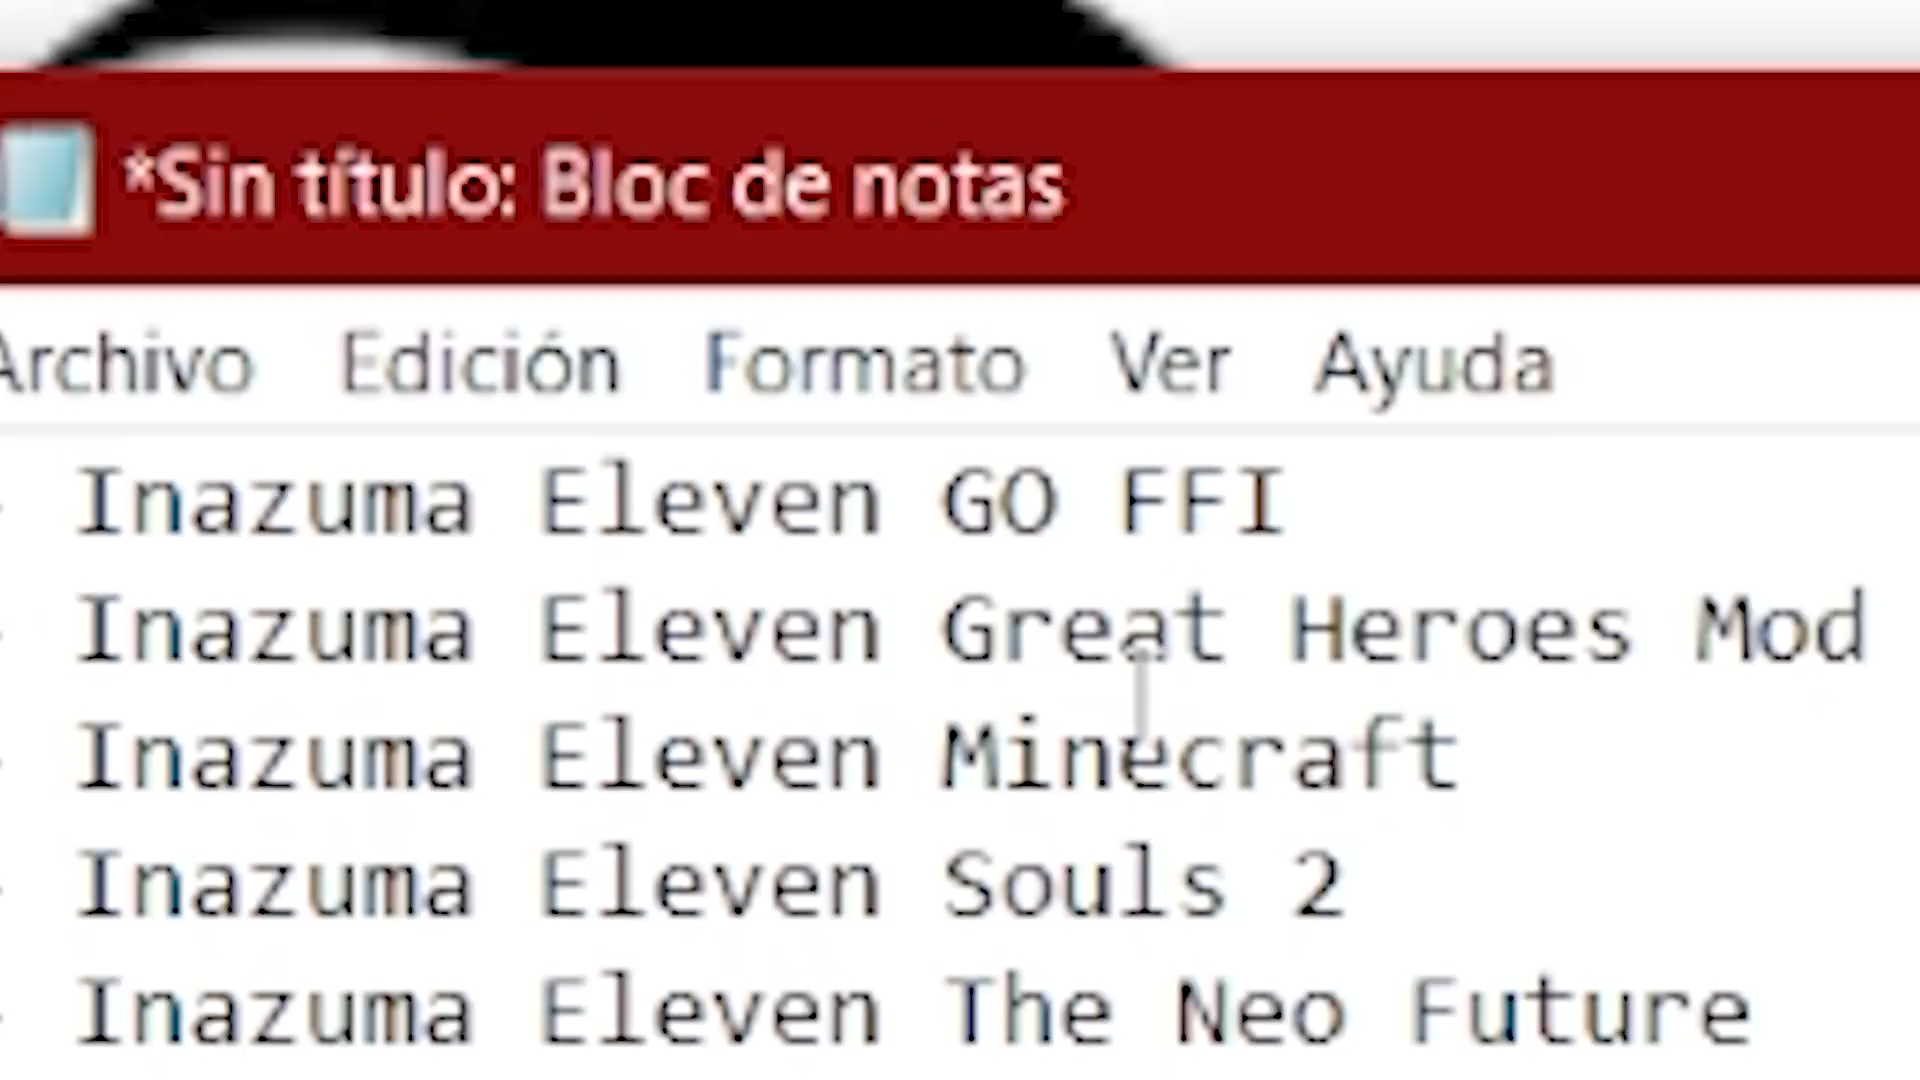 *Sin título: Bloc de notas
Archivo Edición Formato Ver Ayuda
Inazuma Eleven GO FFI
Inazuma Eleven Great Heroes Mod
Inazuma Eleven Minecraft
Inazuma Eleven Souls 2
Inazuma Eleven The Neo Future